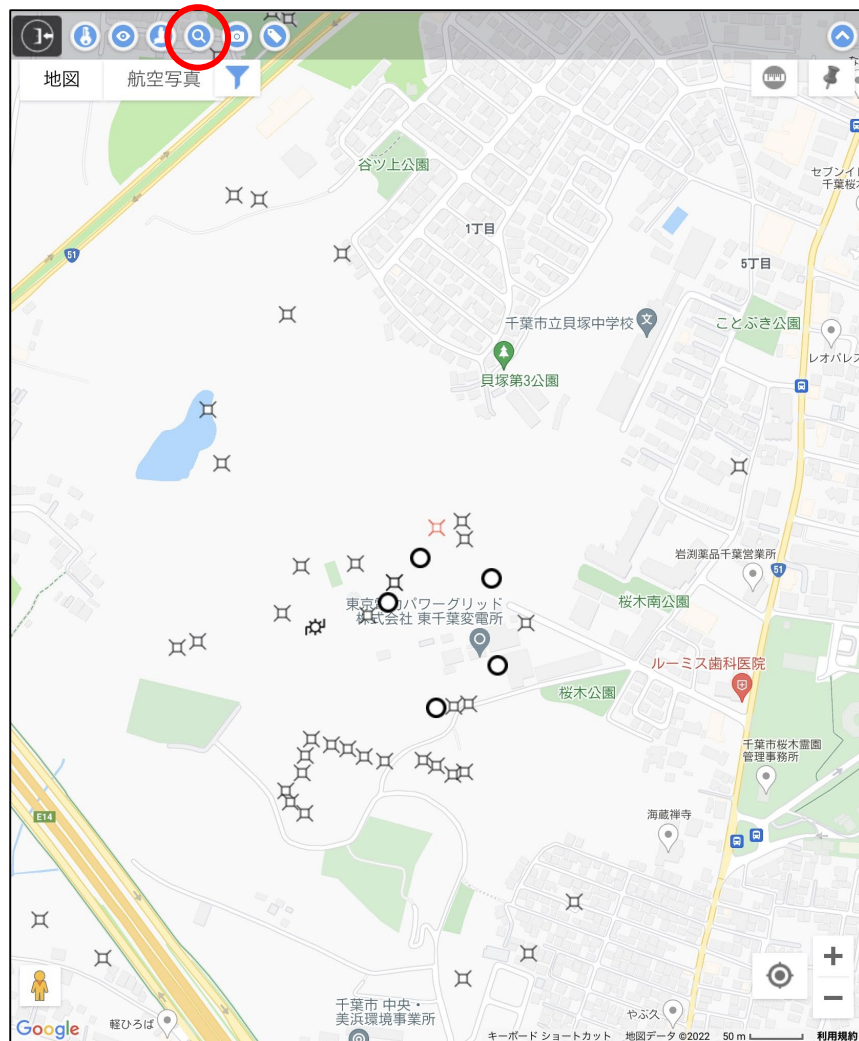 地図 航空写真
谷ツ上公園
セブンイレ
千葉桜木
1丁目
51
5丁目
千葉市立貝塚中学校 文
ことぶき公園
レオパレス
貝塚第3公園
岩渕薬品千葉営業所
51
桜木南公園
東京電力パワーグリッド
株式会社 東千葉変電所
ルーミス歯科医院
桜木公園
千葉市桜木霊園
管理事務所
E14
海蔵禅寺
千葉市 中央・
美浜環境事業所
やぶ久
軽ひろば
Google
キーボード ショートカット 地図データ ©2022 50 m 利用規約